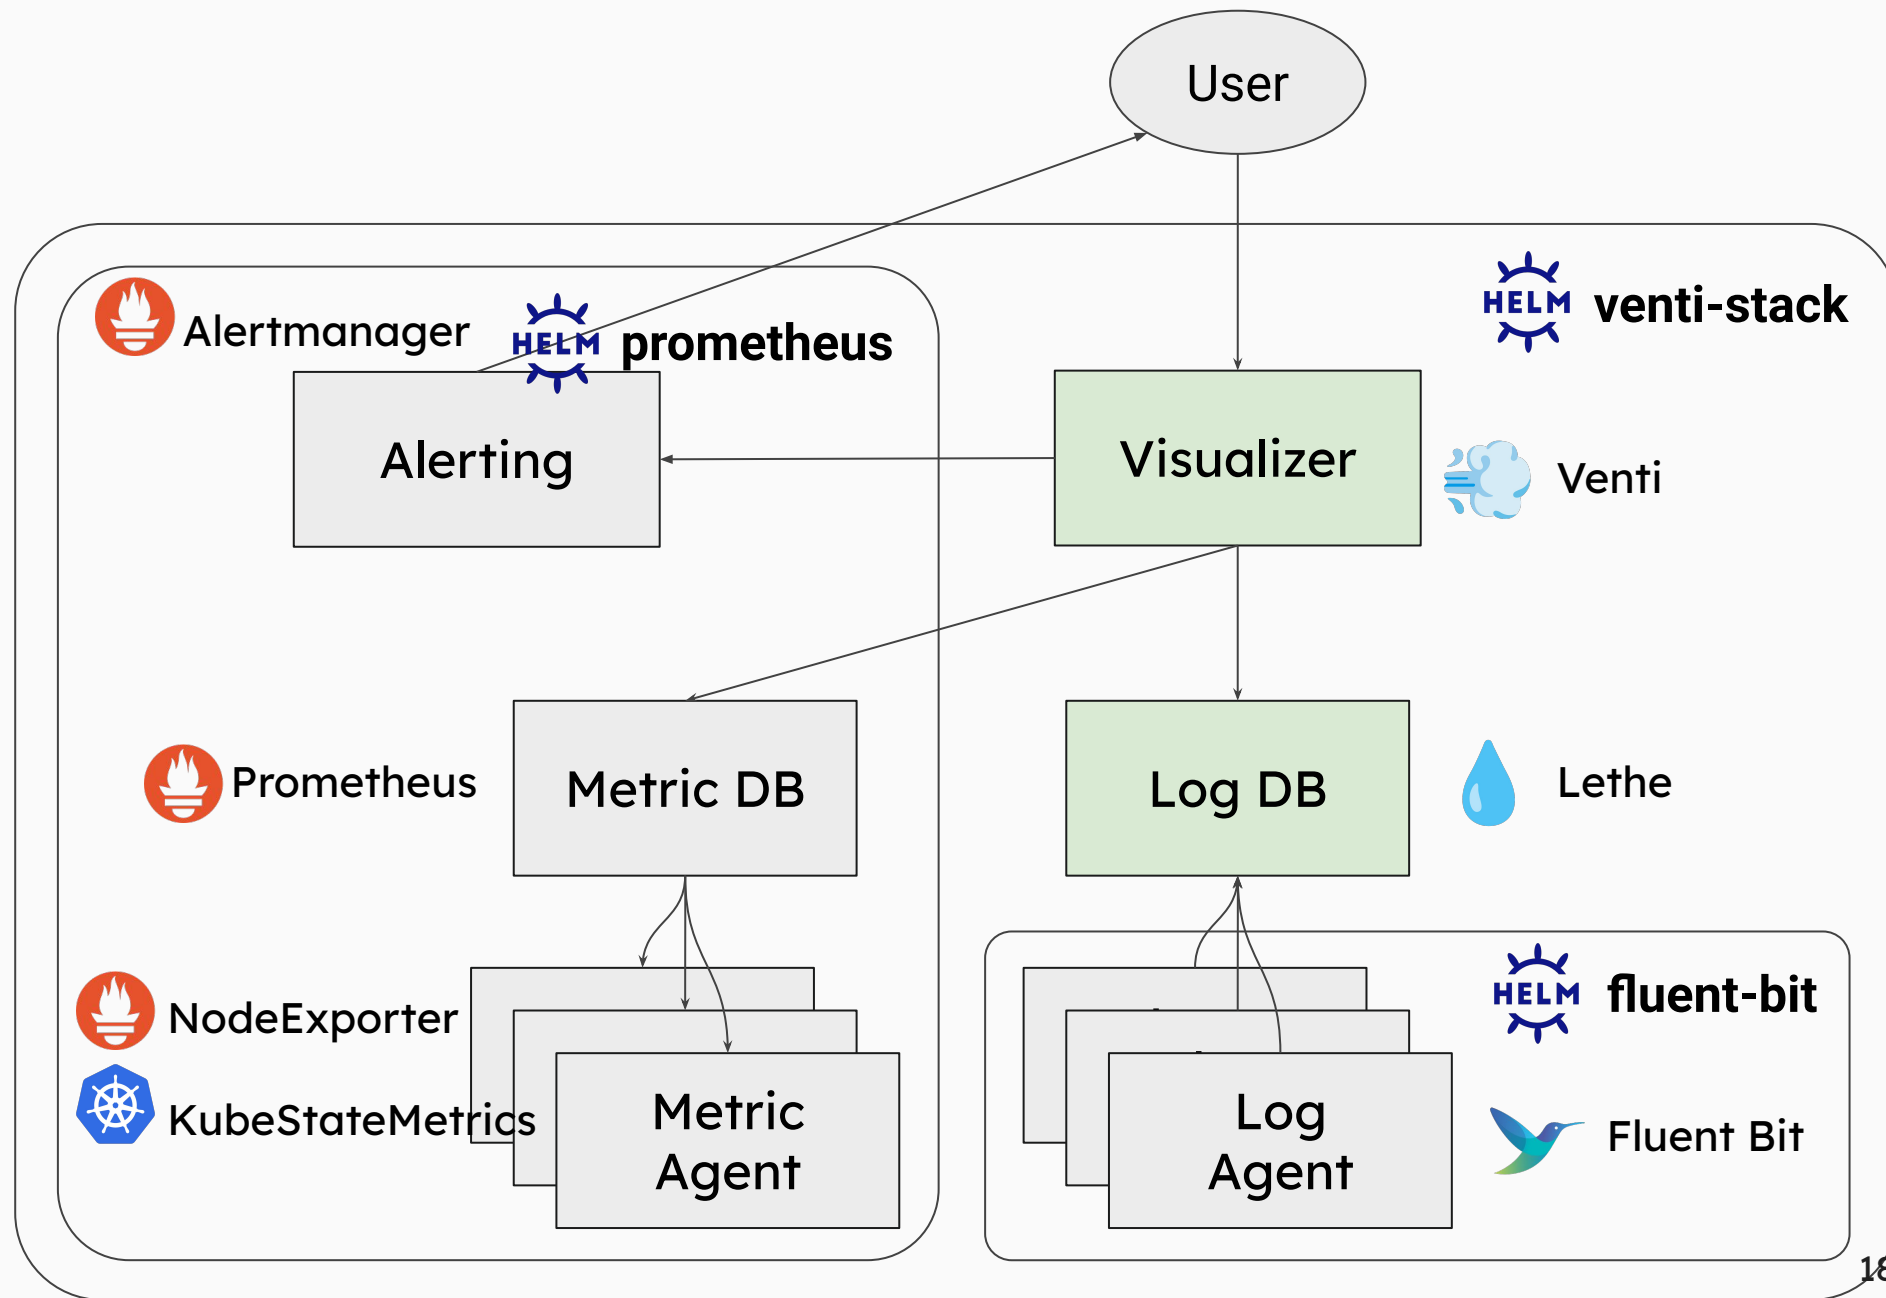 User
HELM venti-stack
Alertmanager
HELM prometheus
Alerting
Visualizer
Venti
Prometheus
Metric DB
Log DB
Lethe
NodeExporter
KubeStateMetrics
Metric
Agent
HELM fluent-bit
Log
Agent
Fluent Bit
18